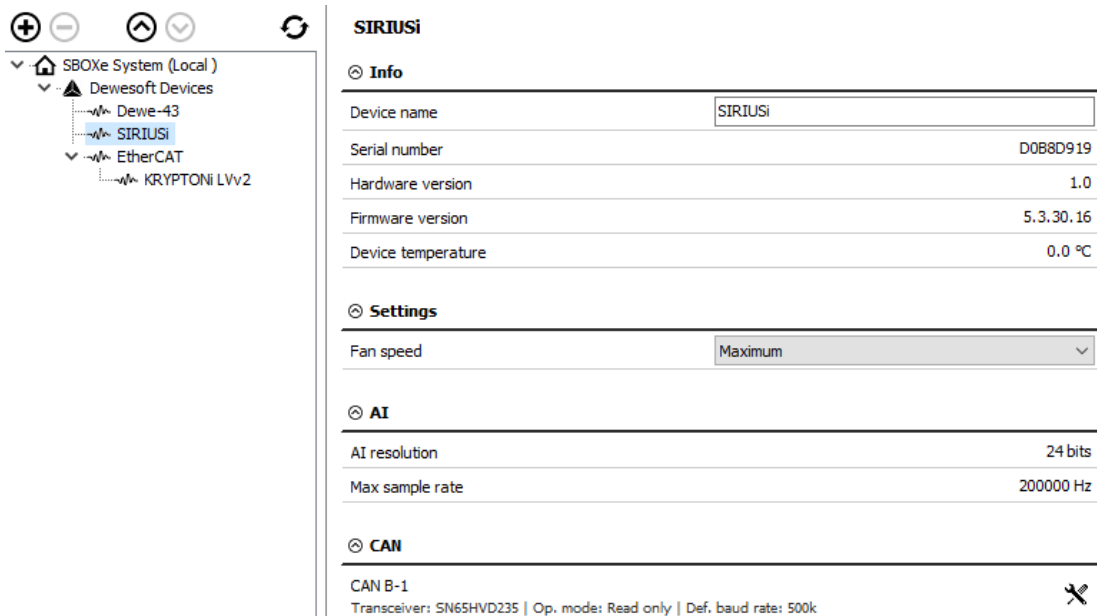 SBOXe System (Local )
Dewesoft Devices
Dewe-43
SIRIUSi
EtherCAT
KRYPTONi LVv2
SIRIUSi
Info
Device name SIRIUSi
Serial number D0B8D919
Hardware version 1.0
Firmware version 5.3.30.16
Device temperature 0.0 °C
Settings
Fan speed Maximum
AI
AI resolution 24 bits
Max sample rate 200000 Hz
CAN
CAN B-1
Transceiver: SN65HVD235 | Op. mode: Read only | Def. baud rate: 500k